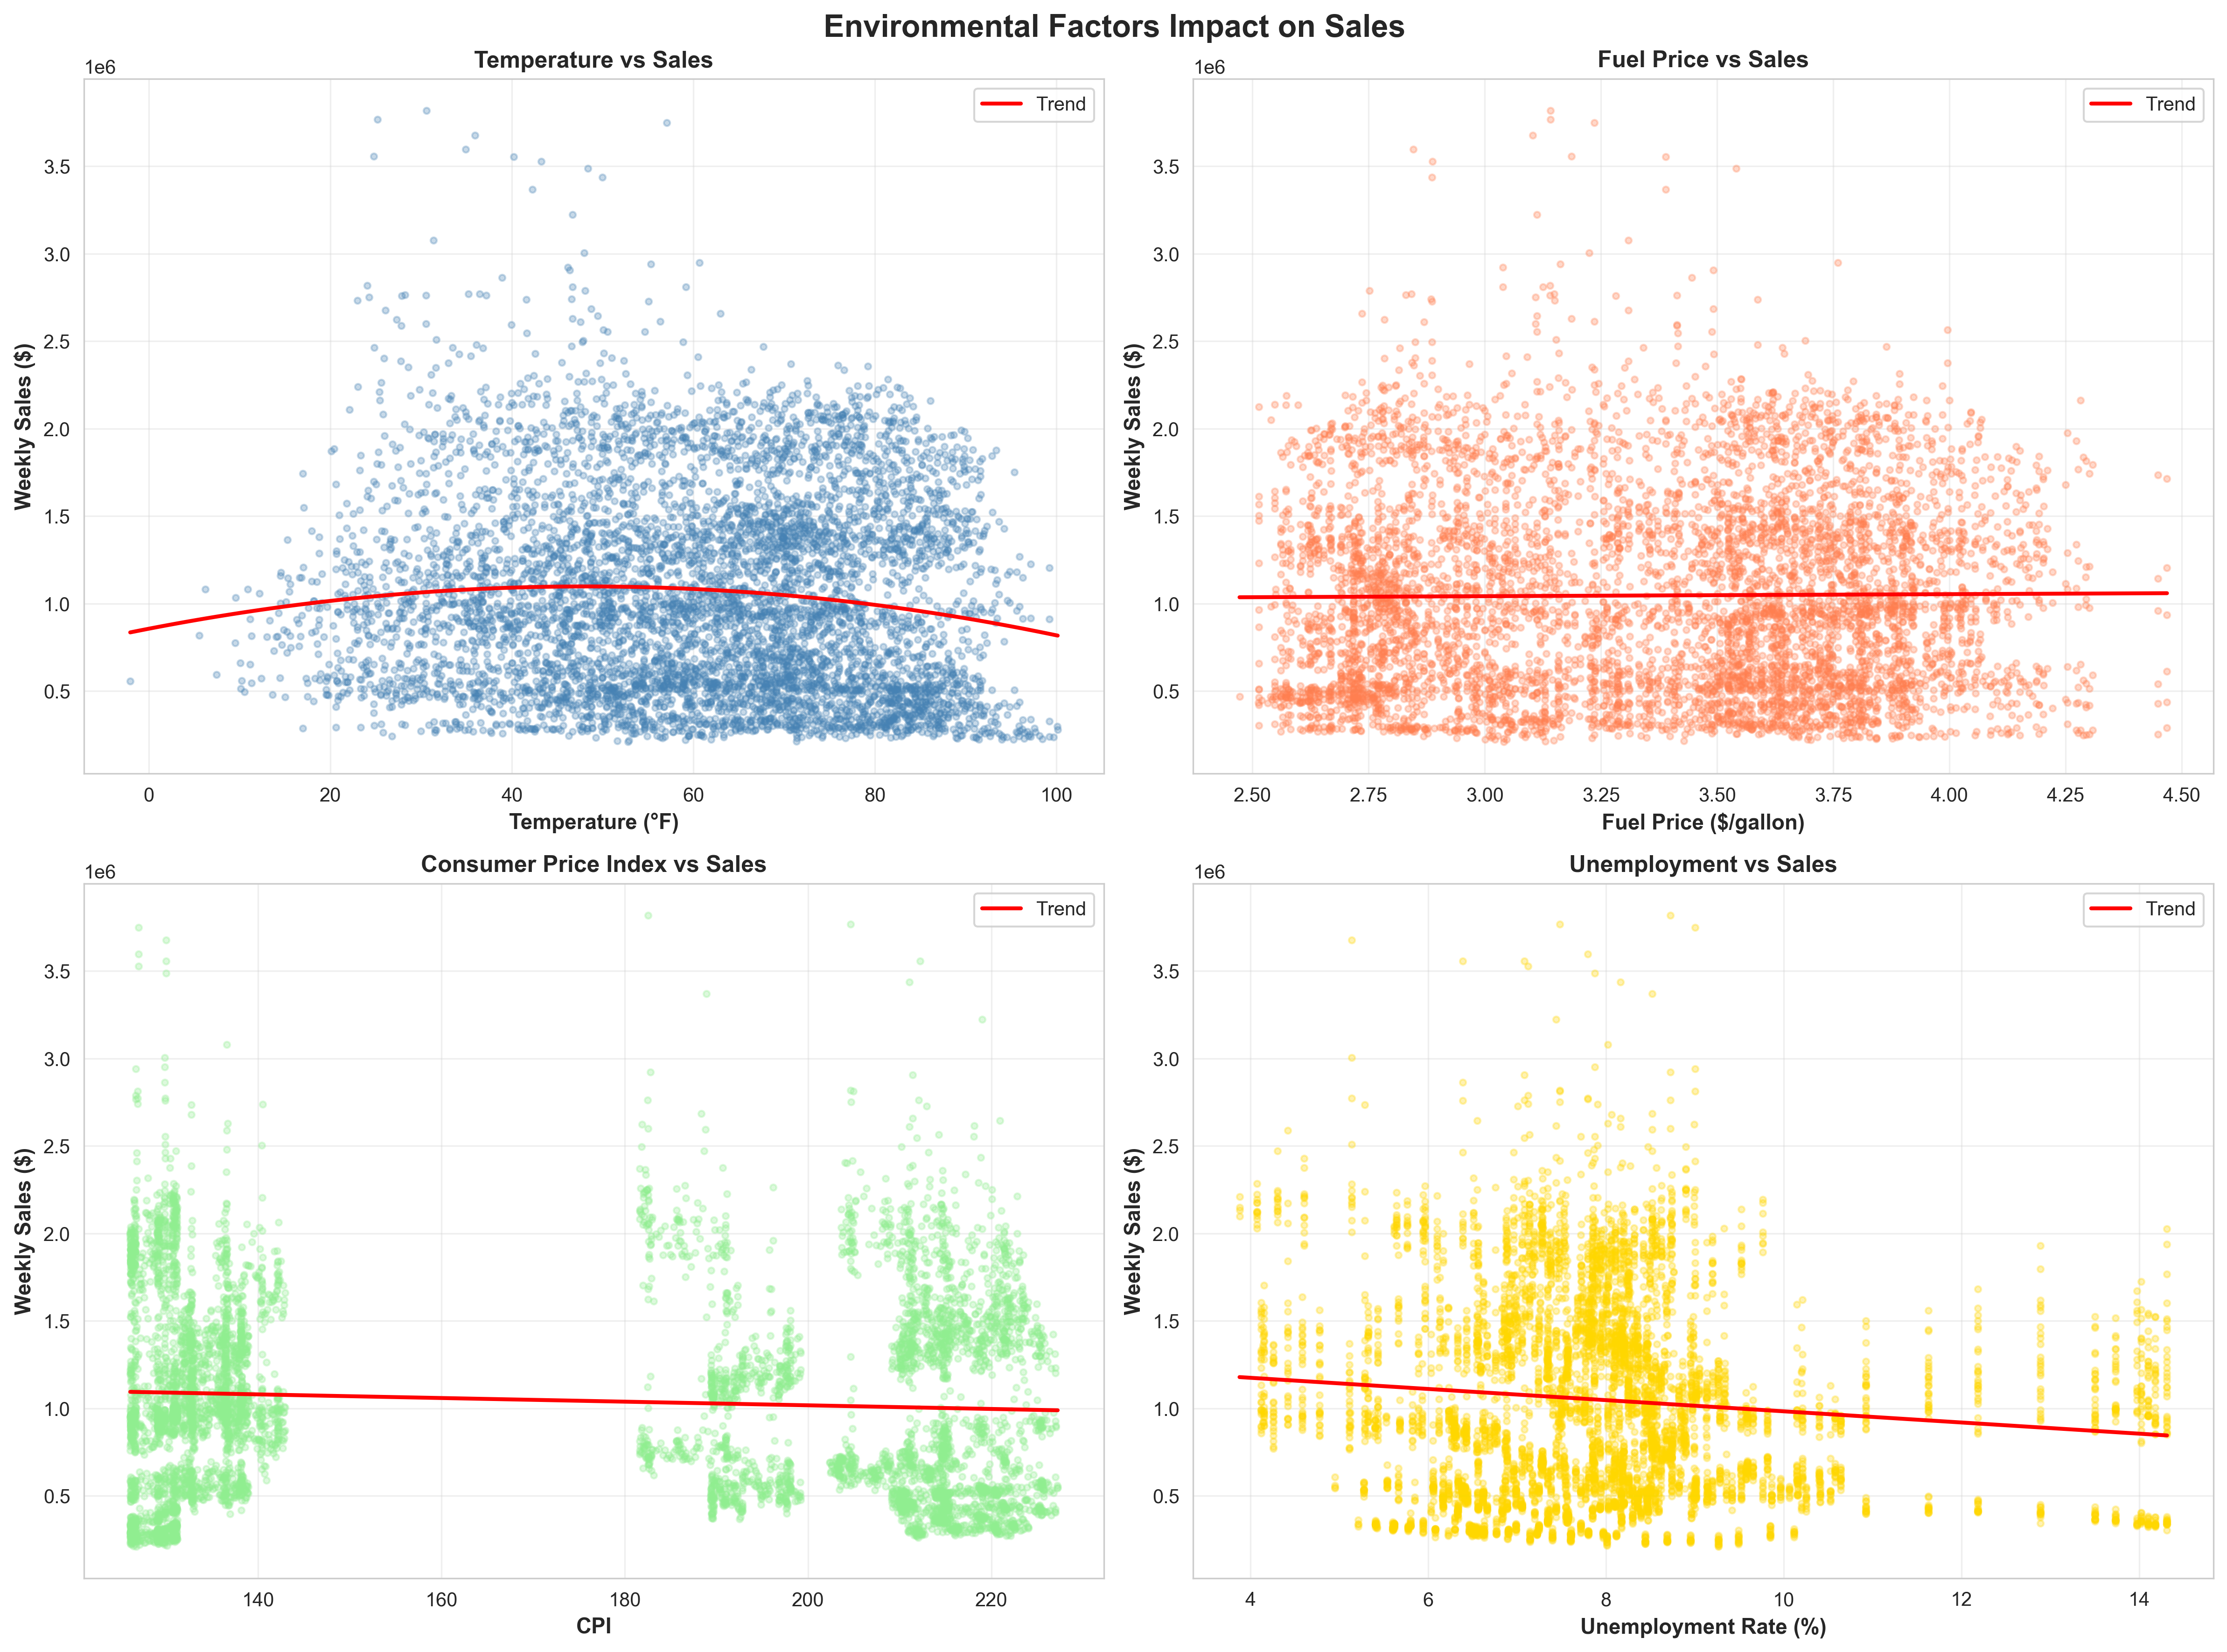 Environmental Factors Impact on Sales
Temperature vs Sales
1e6
Trend
3.5
3.0
2.5
2.0
1.5
1.0
0.5
Weekly Sales ($)
0 20 40 60 80 100
Temperature (°F)
Fuel Price vs Sales
1e6
Trend
3.5
3.0
2.5
2.0
1.5
1.0
0.5
Weekly Sales ($)
2.50 2.75 3.00 3.25 3.50 3.75 4.00 4.25 4.50
Fuel Price ($/gallon)
Consumer Price Index vs Sales
1e6
Trend
3.5
3.0
2.5
2.0
1.5
1.0
0.5
Weekly Sales ($)
140 160 180 200 220
CPI
Unemployment vs Sales
1e6
Trend
3.5
3.0
2.5
2.0
1.5
1.0
0.5
Weekly Sales ($)
4 6 8 10 12 14
Unemployment Rate (%)